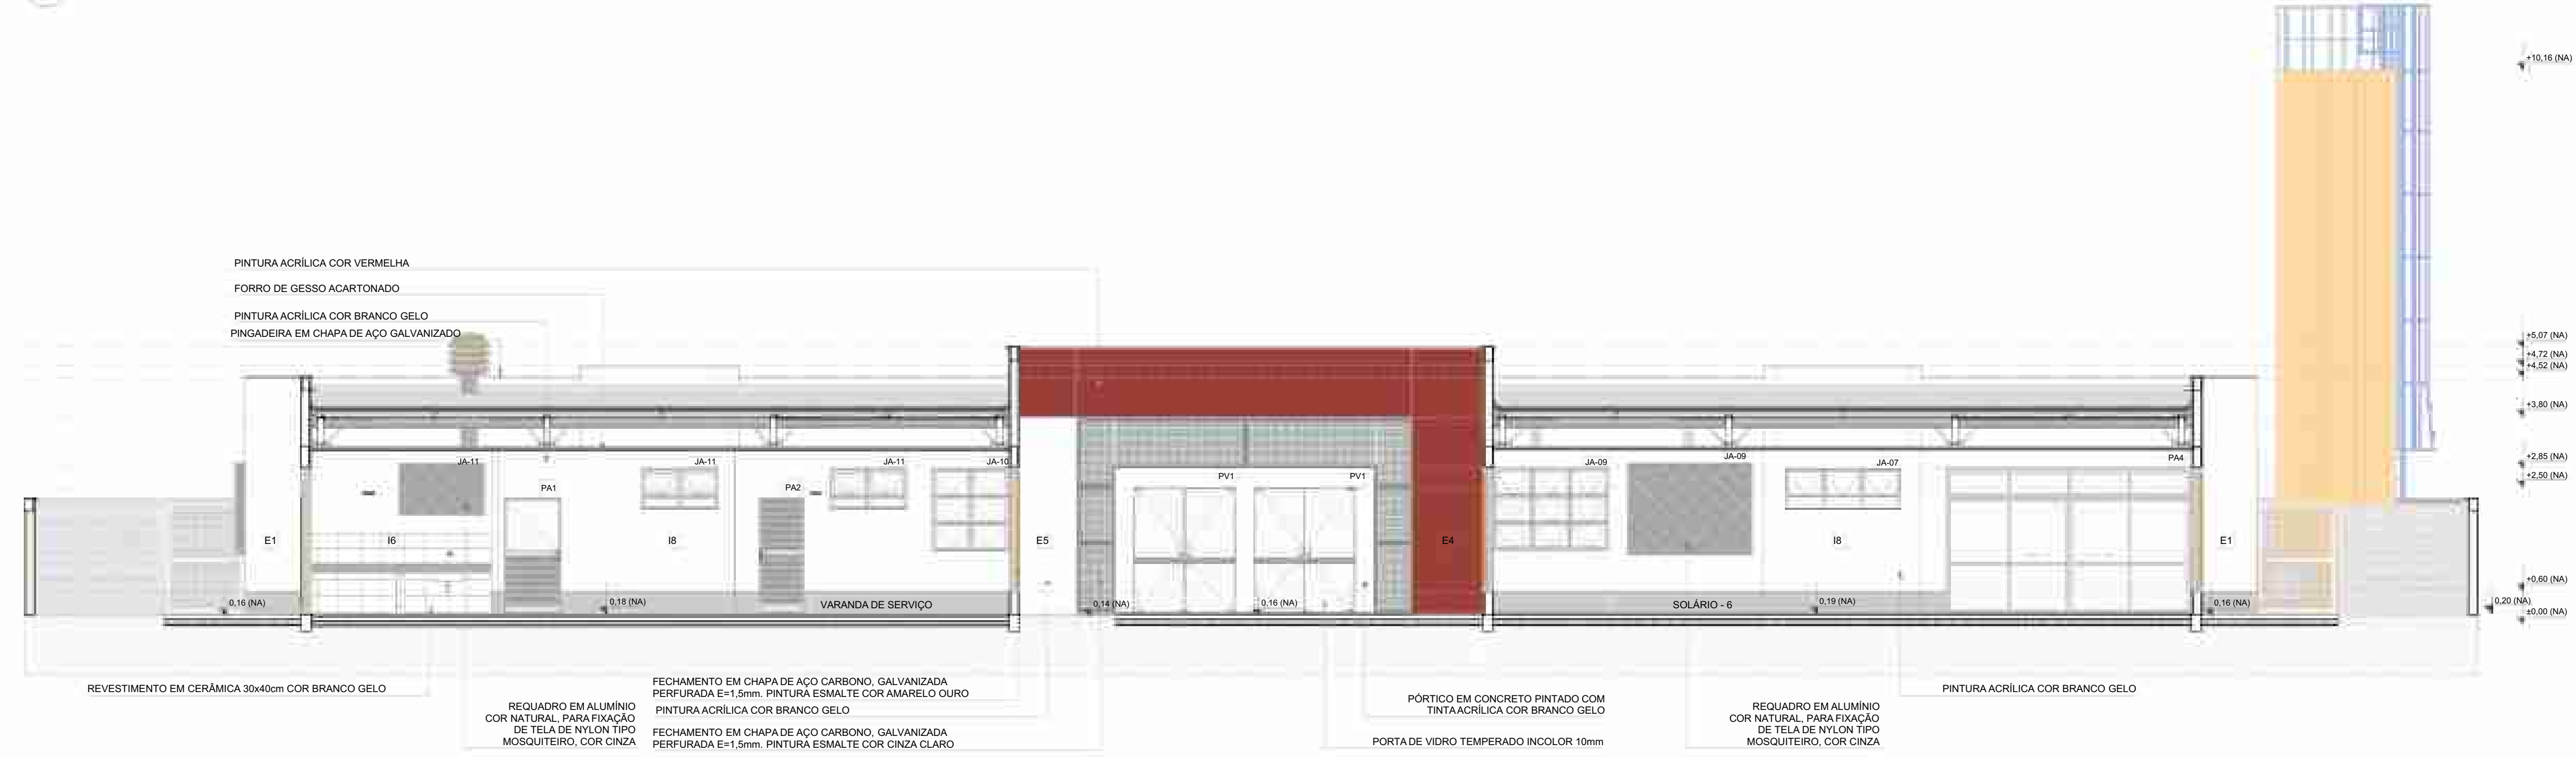 +10,16 (NA)
PINTURA ACRÍLICA COR VERMELHA
FORRO DE GESSO ACARTONADO
PINTURA ACRÍLICA COR BRANCO GELO
PINGADEIRA EM CHAPA DE AÇO GALVANIZADO
+5,07 (NA)
+4,72 (NA)
+4,52 (NA)
+3,80 (NA)
+2,85 (NA)
+2,50 (NA)
+0,60 (NA)
0,20 (NA)
±0,00 (NA)
JA-11
JA-11
JA-11
JA-10
JA-09
JA-09
JA-07
PA4
PA1
PA2
PV1
PV1
E1
I6
I8
E5
E4
I8
E1
0,16 (NA)
0,18 (NA)
VARANDA DE SERVIÇO
0,14 (NA)
0,16 (NA)
SOLÁRIO - 6
0,19 (NA)
0,16 (NA)
REVESTIMENTO EM CERÂMICA 30x40cm COR BRANCO GELO
REQUADRO EM ALUMÍNIO
COR NATURAL, PARA FIXAÇÃO
DE TELA DE NYLON TIPO
MOSQUITEIRO, COR CINZA
FECHAMENTO EM CHAPA DE AÇO CARBONO, GALVANIZADA
PERFURADA E=1,5mm. PINTURA ESMALTE COR AMARELO OURO
PINTURA ACRÍLICA COR BRANCO GELO
FECHAMENTO EM CHAPA DE AÇO CARBONO, GALVANIZADA
PERFURADA E=1,5mm. PINTURA ESMALTE COR CINZA CLARO
PÓRTICO EM CONCRETO PINTADO COM
TINTA ACRÍLICA COR BRANCO GELO
PORTA DE VIDRO TEMPERADO INCOLOR 10mm
REQUADRO EM ALUMÍNIO
COR NATURAL, PARA FIXAÇÃO
DE TELA DE NYLON TIPO
MOSQUITEIRO, COR CINZA
PINTURA ACRÍLICA COR BRANCO GELO